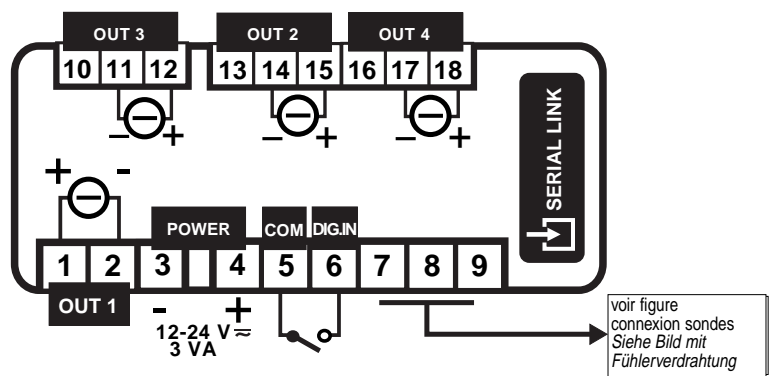 OUT 3 OUT 2 OUT 4
10 11 12 13 14 15 16 17 18
– + – + – +
SERIAL LINK
+ -
POWER COM DIG.IN
1 2 3 4 5 6 7 8 9
OUT 1
- +
12-24 V ≂
3 VA
voir figure
connexion sondes
Siehe Bild mit
Fühlerverdrahtung